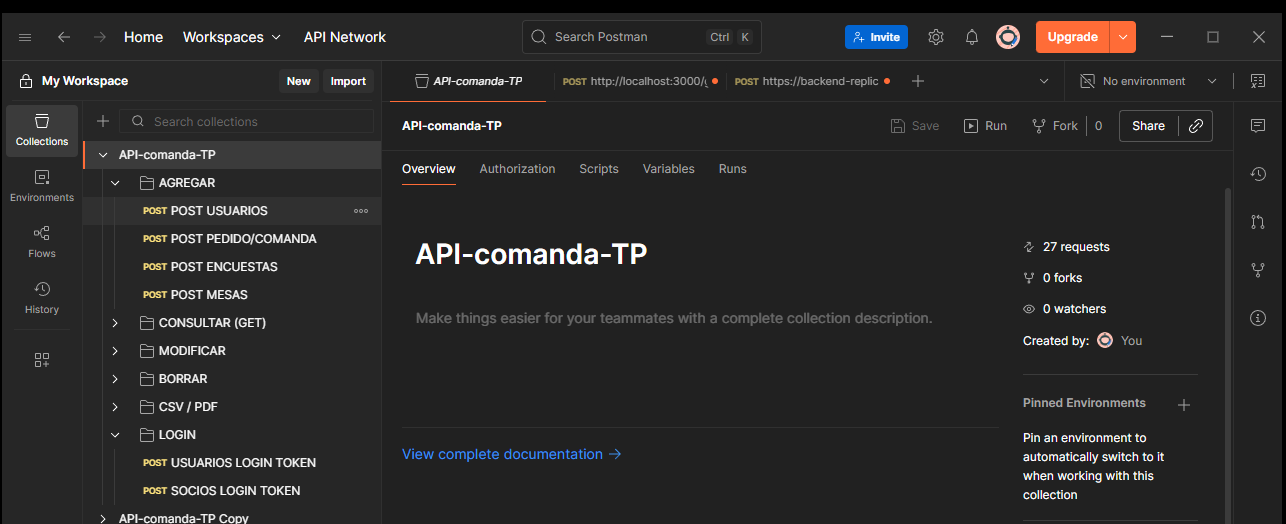 Home
Workspaces
API Network
Search Postman
Ctrl
K
Invite
Upgrade
My Workspace
New
Import
API-comanda-TP
POST http://localhost:3000/g
POST https://backend-replic
No environment
Collections
Environments
Flows
History
Search collections
API-comanda-TP
AGREGAR
POST POST USUARIOS
POST POST PEDIDO/COMANDA
POST POST ENCUESTAS
POST POST MESAS
CONSULTAR (GET)
MODIFICAR
BORRAR
CSV / PDF
LOGIN
POST USUARIOS LOGIN TOKEN
POST SOCIOS LOGIN TOKEN
API-comanda-TP Copy
API-comanda-TP
Save
Run
Fork
0
Share
Overview
Authorization
Scripts
Variables
Runs
API-comanda-TP
Make things easier for your teammates with a complete collection description.
View complete documentation
27 requests
0 forks
0 watchers
Created by:
You
Pinned Environments
Pin an environment to
automatically switch to it
when working with this
collection